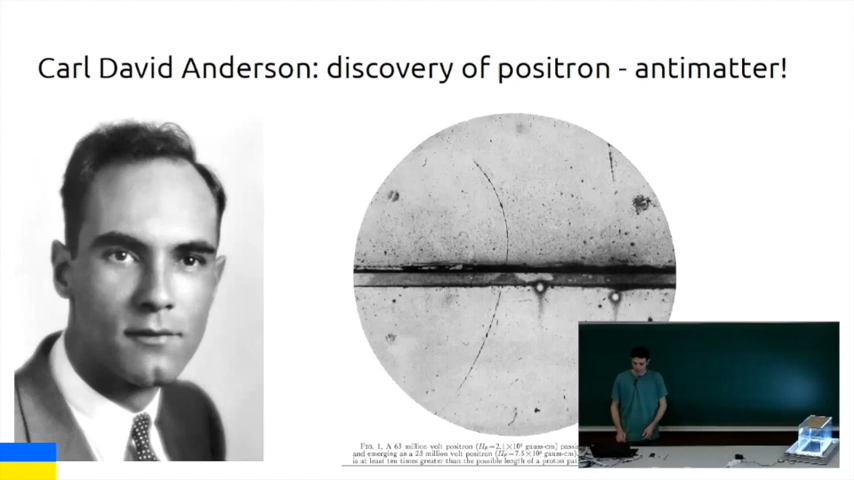 Carl David Anderson: discovery of positron - antimatter!
FIG. 1. A 63 million volt positron (Hρ=2.1×10⁵ gauss-cm)
and emerging as a 23 million volt positron (Hρ=7.5×10⁴ gauss-cm).
is at least ten times greater than the possible length of a proton